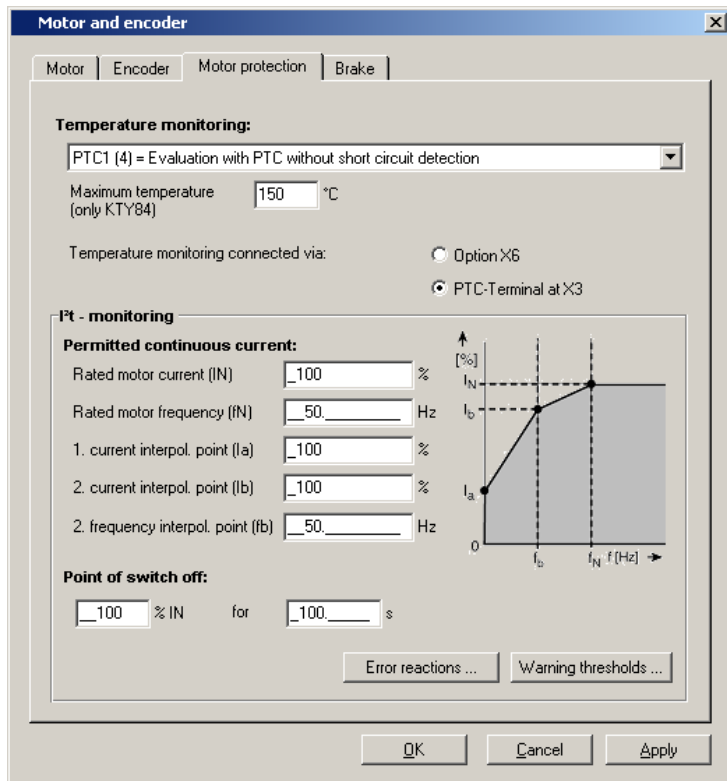 Motor and encoder
Motor Encoder Motor protection Brake
Temperature monitoring:
PTC1 (4) = Evaluation with PTC without short circuit detection
Maximum temperature
(only KTY84)
150 °C
Temperature monitoring connected via:
Option X6
PTC-Terminal at X3
I²t - monitoring
Permitted continuous current:
Rated motor current (IN) _100 %
Rated motor frequency (fN) __50.________ Hz
1. current interpol. point (Ia) _100 %
2. current interpol. point (Ib) _100 %
2. frequency interpol. point (fb) __50.________ Hz
[%]
IN
Ib
Ia
0
fb fN f [Hz]
Point of switch off:
__100 % IN for _100.____ s
Error reactions ... Warning thresholds ...
OK Cancel Apply